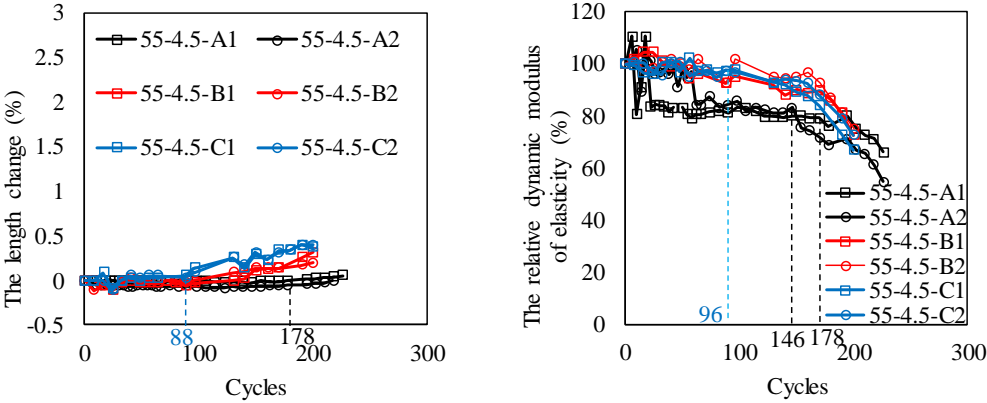 The length change (%)
3
2.5
2
1.5
1
0.5
0
-0.5
55-4.5-A1
55-4.5-A2
55-4.5-B1
55-4.5-B2
55-4.5-C1
55-4.5-C2
0
88
100
178
200
300
Cycles
The relative dynamic modulus
of elasticity (%)
120
100
80
60
40
20
0
55-4.5-A1
55-4.5-A2
55-4.5-B1
55-4.5-B2
55-4.5-C1
55-4.5-C2
96
0
100
146
178
200
300
Cycles